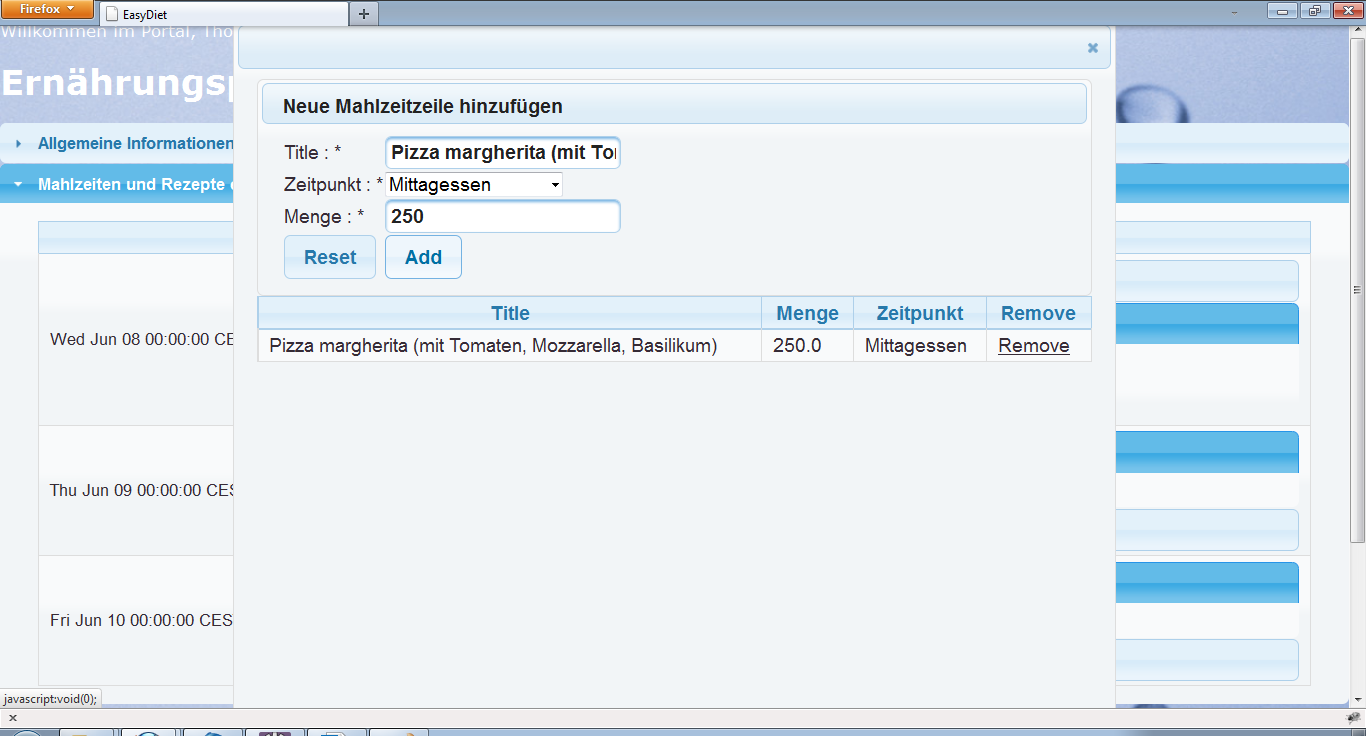 Firefox
EasyDiet
Willkommen im Portal, Tho
Ernährungsp
Allgemeine Informationen
Mahlzeiten und Rezepte
Neue Mahlzeitzeile hinzufügen
Title : * Pizza margherita (mit To
Zeitpunkt : * Mittagessen
Menge : * 250
Reset Add
Title Menge Zeitpunkt Remove
Pizza margherita (mit Tomaten, Mozzarella, Basilikum) 250.0 Mittagessen Remove
Wed Jun 08 00:00:00 CE
Thu Jun 09 00:00:00 CES
Fri Jun 10 00:00:00 CES
javascript:void(0);